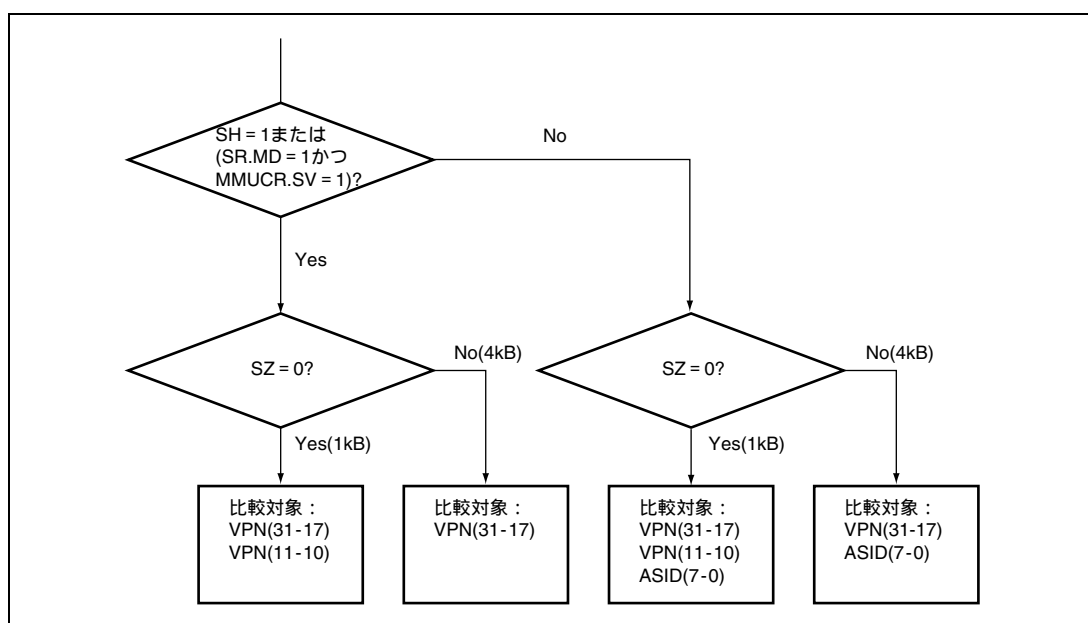 SH = 1または
(SR.MD = 1かつ
MMUCR.SV = 1)?
No
Yes
SZ = 0?
No(4kB)
Yes(1kB)
SZ = 0?
No(4kB)
Yes(1kB)
比較対象：
VPN(31-17)
VPN(11-10)
比較対象：
VPN(31-17)
比較対象：
VPN(31-17)
VPN(11-10)
ASID(7-0)
比較対象：
VPN(31-17)
ASID(7-0)